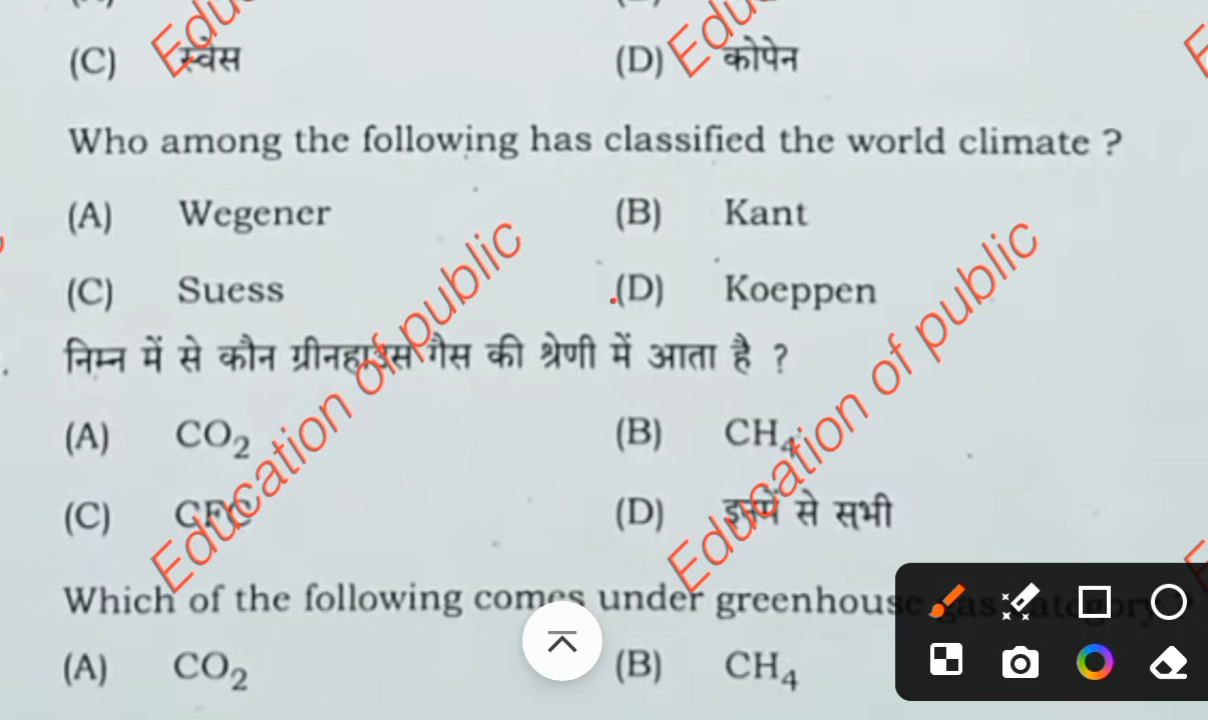 (C) स्वेस (D) कोपेन
Who among the following has classified the world climate ?
(A) Wegener (B) Kant
(C) Suess .(D) Koeppen
निम्न में से कौन ग्रीनहाउस गैस की श्रेणी में आता है ?
(A) CO₂ (B) CH₄
(C) CFC (D) इनमें से सभी
Which of the following comes under greenhouse gas category
(A) CO₂ (B) CH₄
Education of public
Education of public